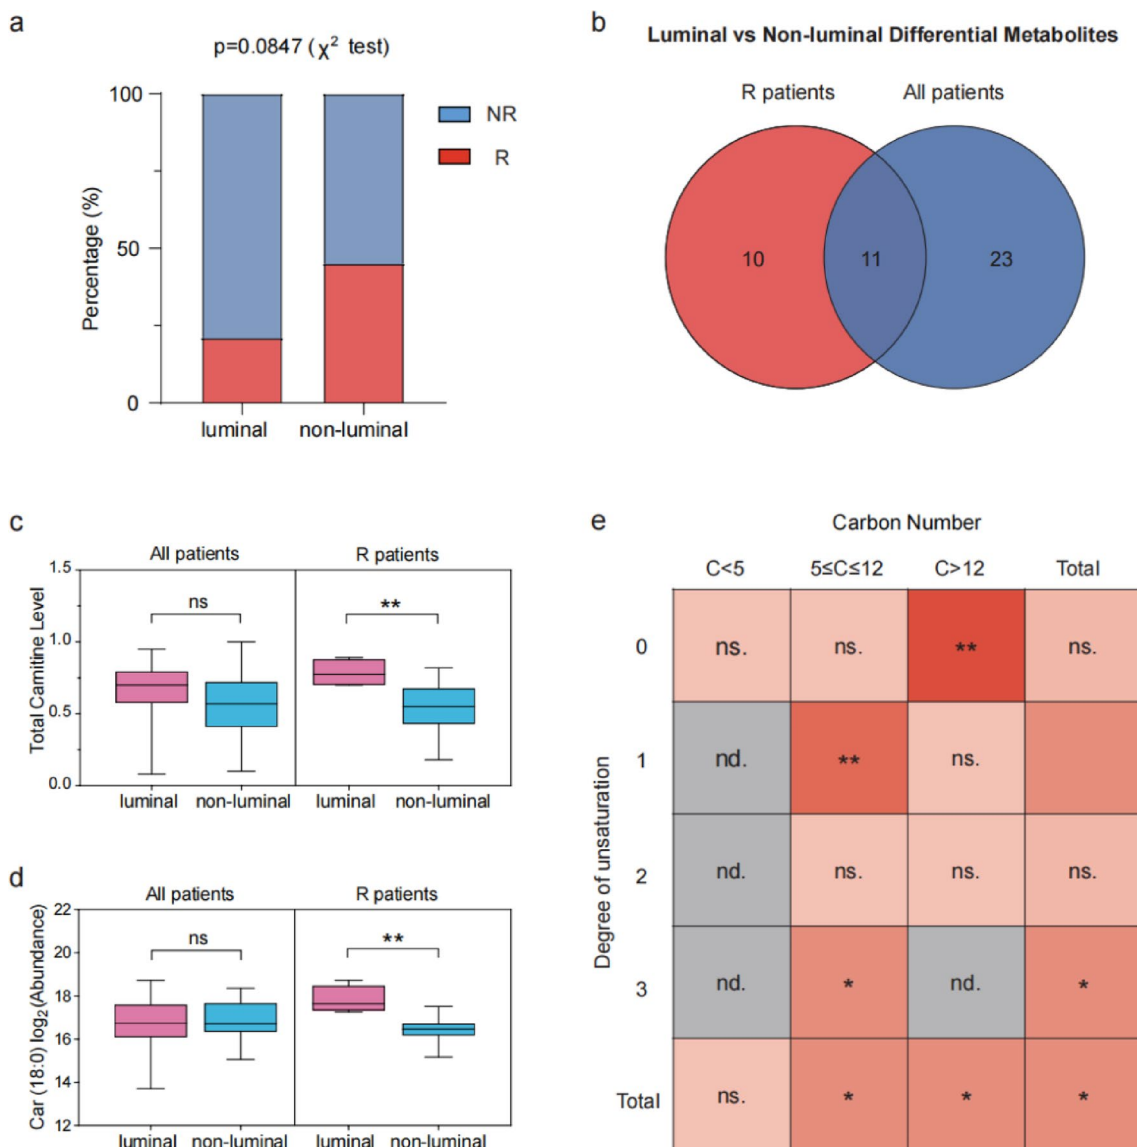 a
p=0.0847 (χ² test)
100
50
0
Percentage (%)
luminal
non-luminal
NR
R
b
Luminal vs Non-luminal Differential Metabolites
R patients
All patients
10
11
23
c
All patients
R patients
1.5
1.0
0.5
0.0
Total Carnitine Level
ns
**
luminal
non-luminal
luminal
non-luminal
d
All patients
R patients
22
20
18
16
14
12
Car (18:0) log₂(Abundance)
ns
**
luminal
non-luminal
luminal
non-luminal
e
Carbon Number
C<5 5≤C≤12 C>12 Total
Degree of unsaturation
0 ns. ns. ** ns.
1 nd. ** ns.
2 nd. ns. ns. ns.
3 nd. * nd. *
Total ns. * * *